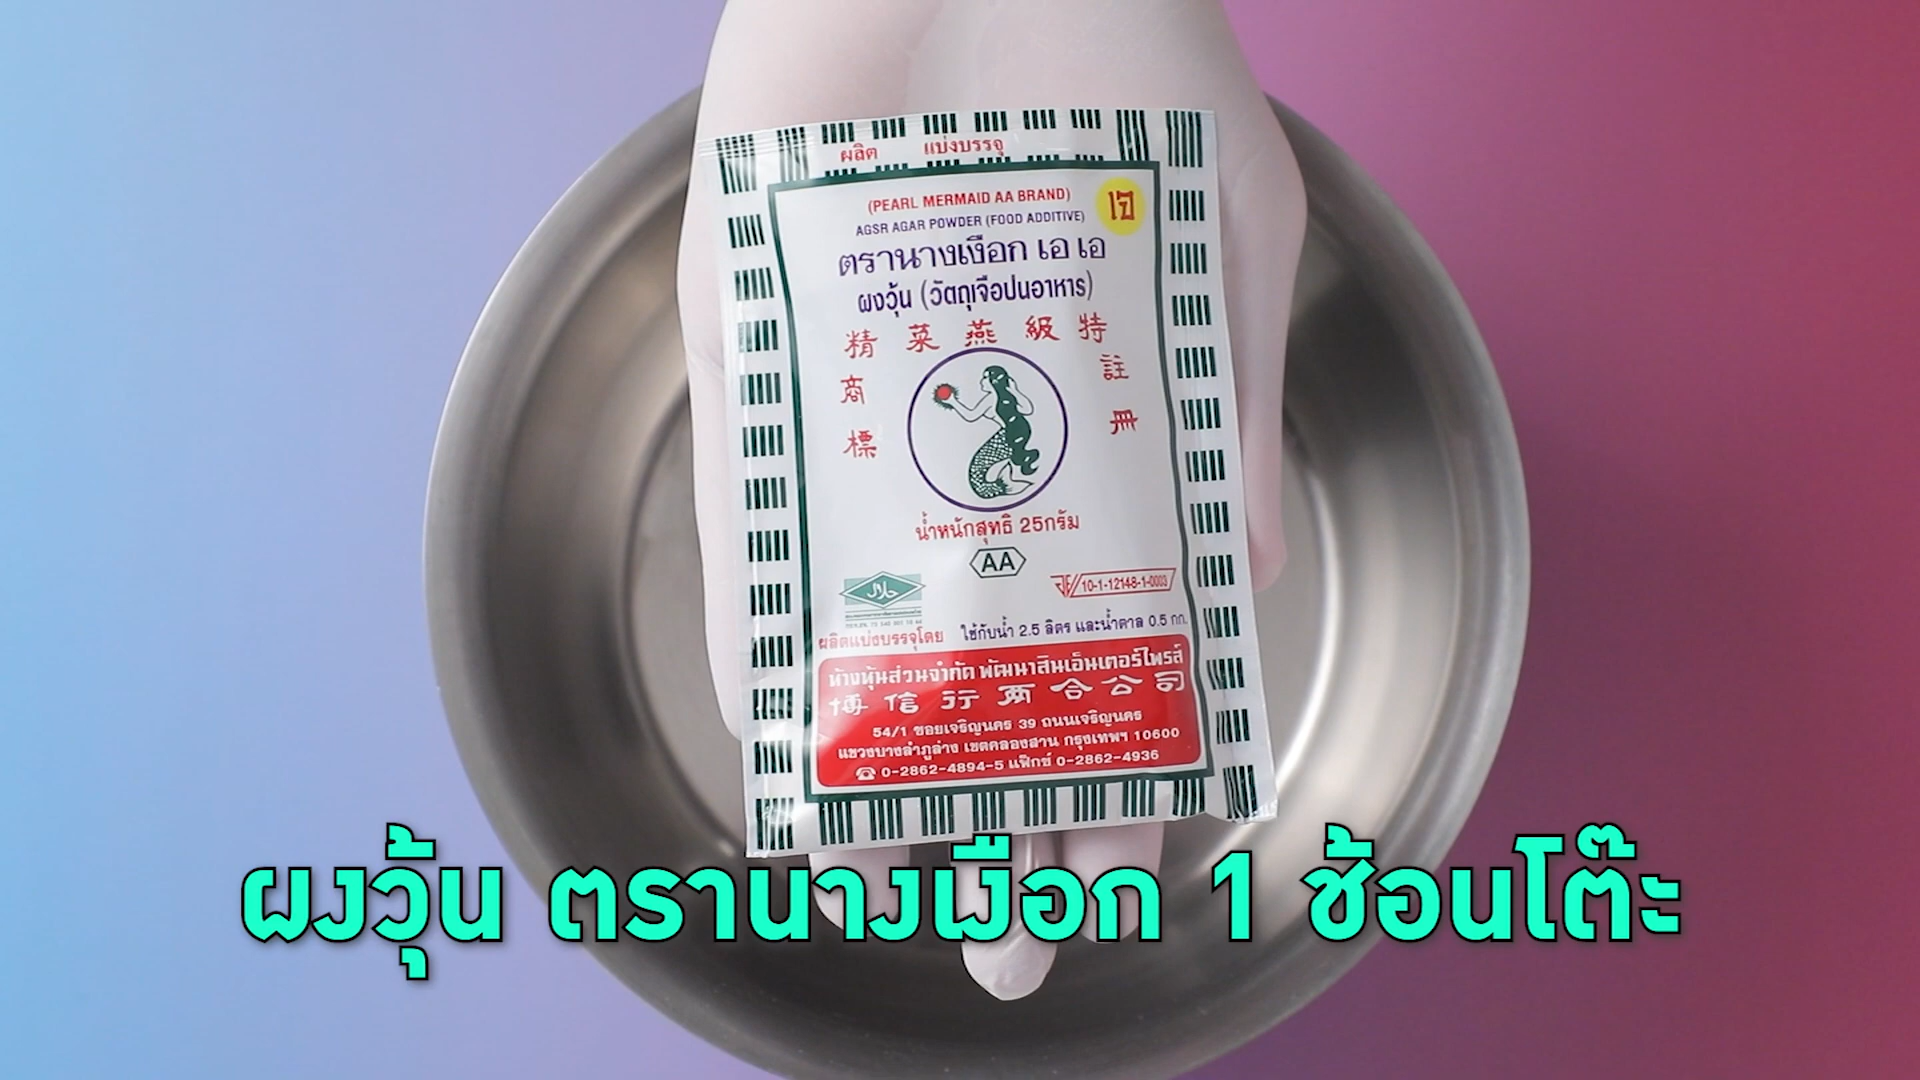 ผลิต แบ่งบรรจุ
(PEARL MERMAID AA BRAND)
เจ
AGSR AGAR POWDER (FOOD ADDITIVE)
ตรานางเงือก เอ เอ
ผงวุ้น (วัตถุเจือปนอาหาร)
精 菜 燕 級 特
商 註
標 冊
น้ำหนักสุทธิ 25กรัม
AA
حلال
10-1-12148-1-0003
ใช้กับน้ำ 2.5 ลิตร และน้ำตาล 0.5 กก.
ผลิตแบ่งบรรจุโดย
ห้างหุ้นส่วนจำกัด พัฒนาสินเอ็นเตอร์ไพรส์
博 信 行 兩 合 公 司
54/1 ซอยเจริญนคร 39 ถนนเจริญนคร
แขวงบางลำภูล่าง เขตคลองสาน กรุงเทพฯ 10600
☎ 0-2862-4894-5 แฟ๊กซ์ 0-2862-4936
ผงวุ้น ตรานางเงือก 1 ช้อนโต๊ะ